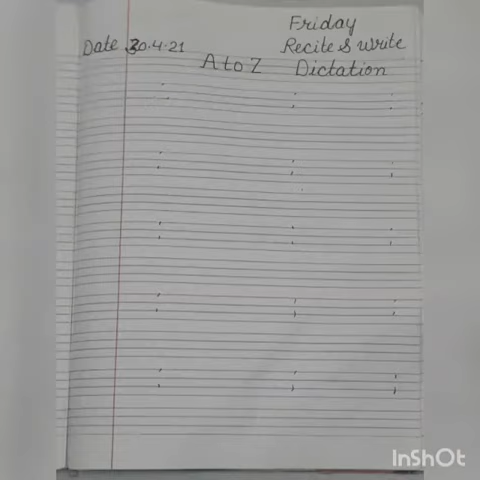 Friday
Date 30.4.21 Recite & write
A to Z Dictation
InShOt